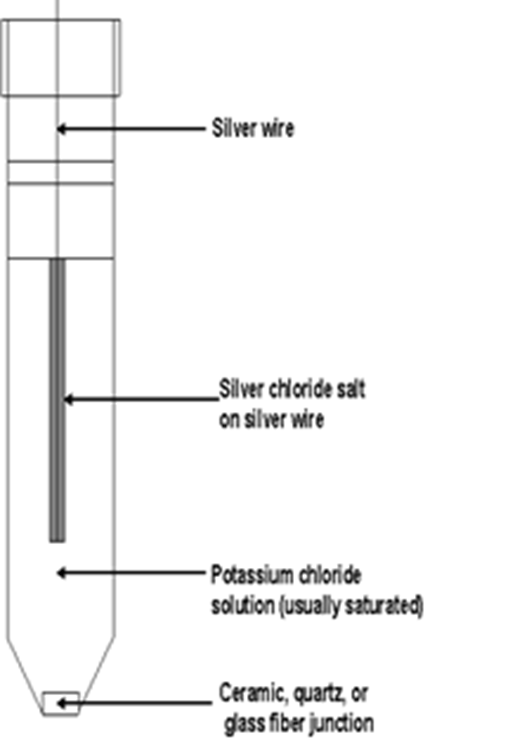 Silver wire
Silver chloride salt
on silver wire
Potassium chloride
solution (usually saturated)
Ceramic, quartz, or
glass fiber junction